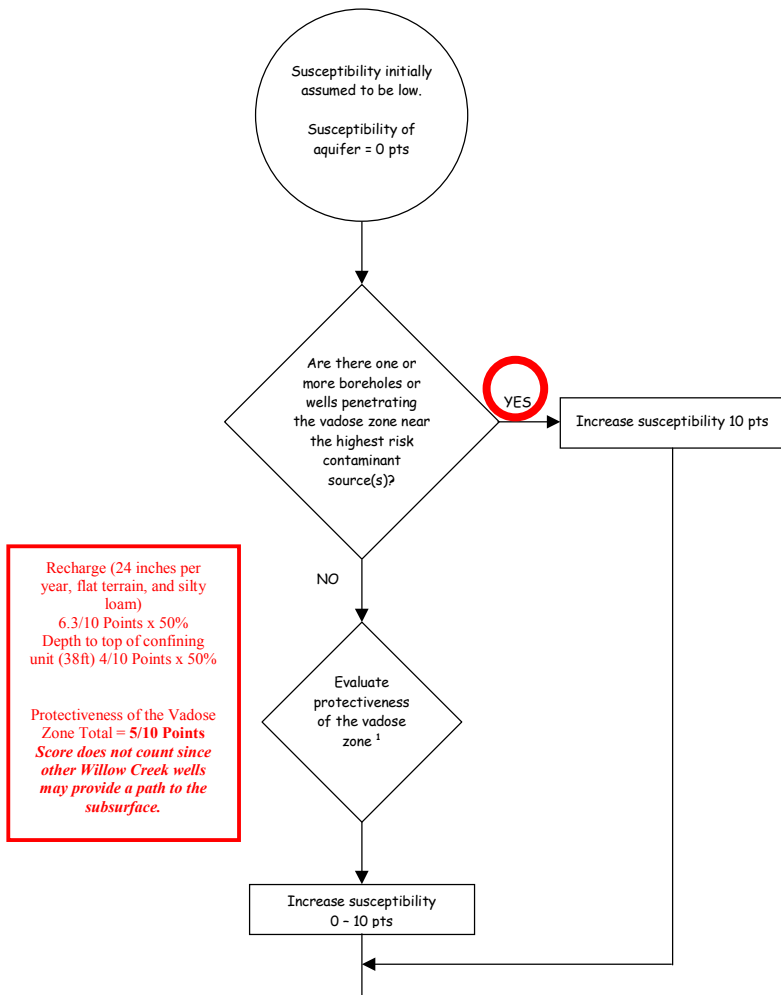 Susceptibility initially
assumed to be low.
Susceptibility of
aquifer = 0 pts
Are there one or
more boreholes or
wells penetrating
the vadose zone near
the highest risk
contaminant
source(s)?
YES
Increase susceptibility 10 pts
NO
Recharge (24 inches per
year, flat terrain, and silty
loam)
6.3/10 Points x 50%
Depth to top of confining
unit (38ft) 4/10 Points x 50%
Protectiveness of the Vadose
Zone Total = 5/10 Points
Score does not count since
other Willow Creek wells
may provide a path to the
subsurface.
Evaluate
protectiveness
of the vadose
zone ¹
Increase susceptibility
0 – 10 pts